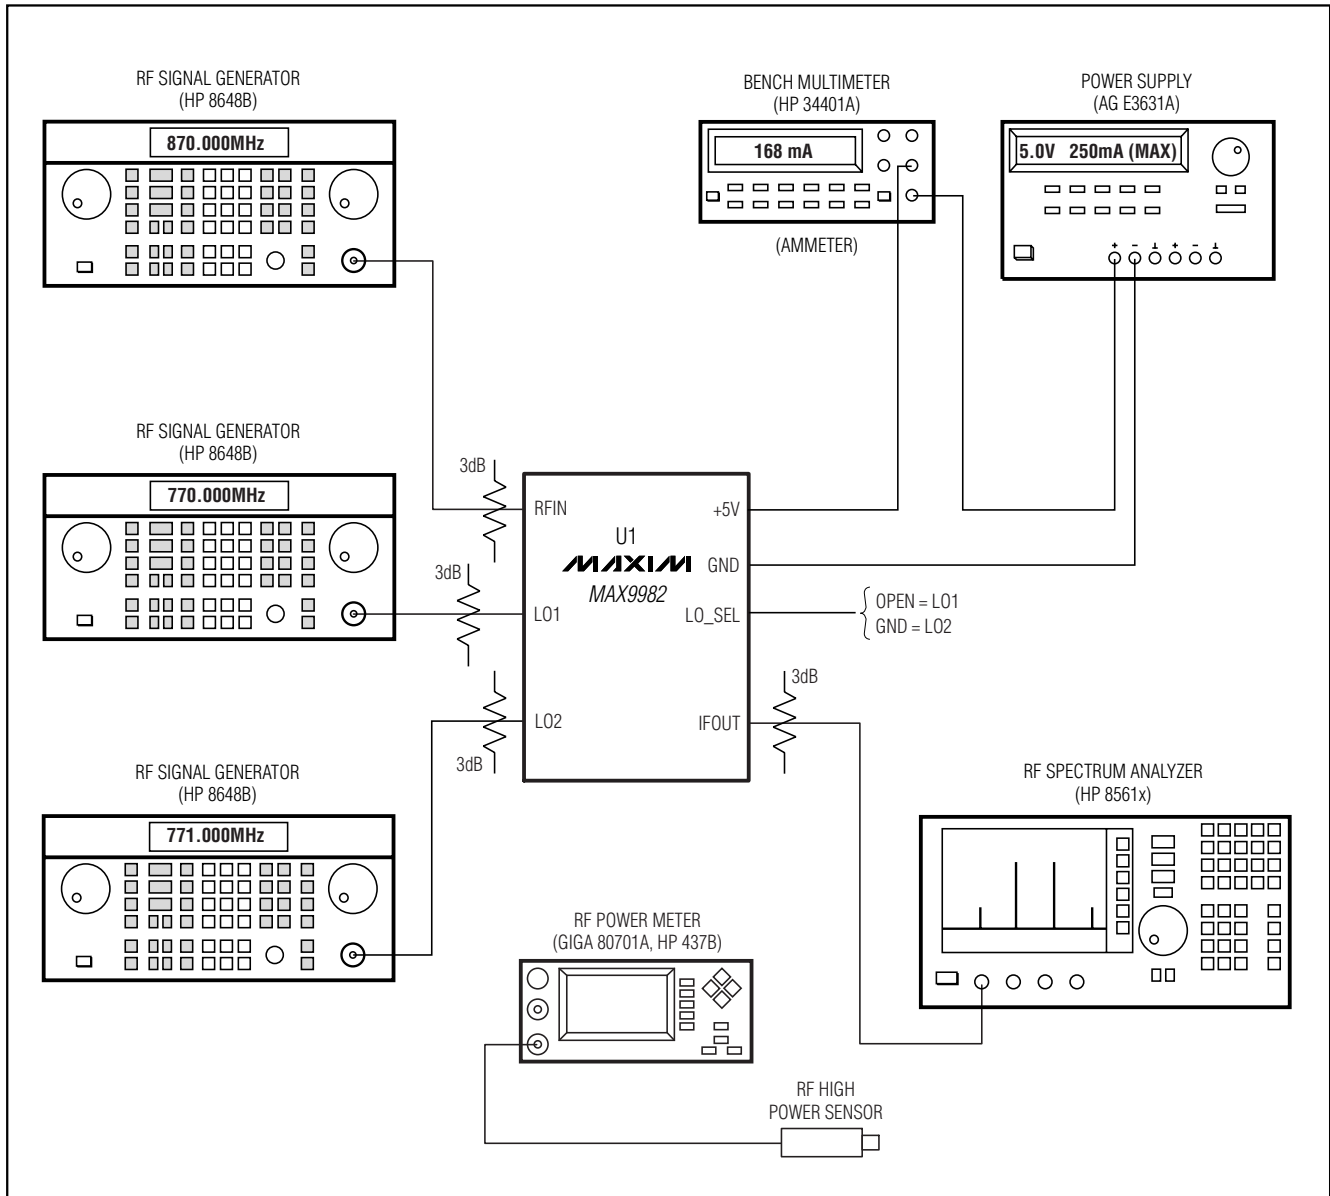 RF SIGNAL GENERATOR
(HP 8648B)
870.000MHz
BENCH MULTIMETER
(HP 34401A)
168 mA
(AMMETER)
POWER SUPPLY
(AG E3631A)
5.0V 250mA (MAX)
+ - ⊥ + - ⊥
RF SIGNAL GENERATOR
(HP 8648B)
770.000MHz
3dB
3dB
3dB
RFIN
LO1
LO2
U1
MAXIM
MAX9982
+5V
GND
LO_SEL
IFOUT
OPEN = LO1
GND = LO2
3dB
RF SIGNAL GENERATOR
(HP 8648B)
771.000MHz
RF SPECTRUM ANALYZER
(HP 8561x)
RF POWER METER
(GIGA 80701A, HP 437B)
RF HIGH
POWER SENSOR